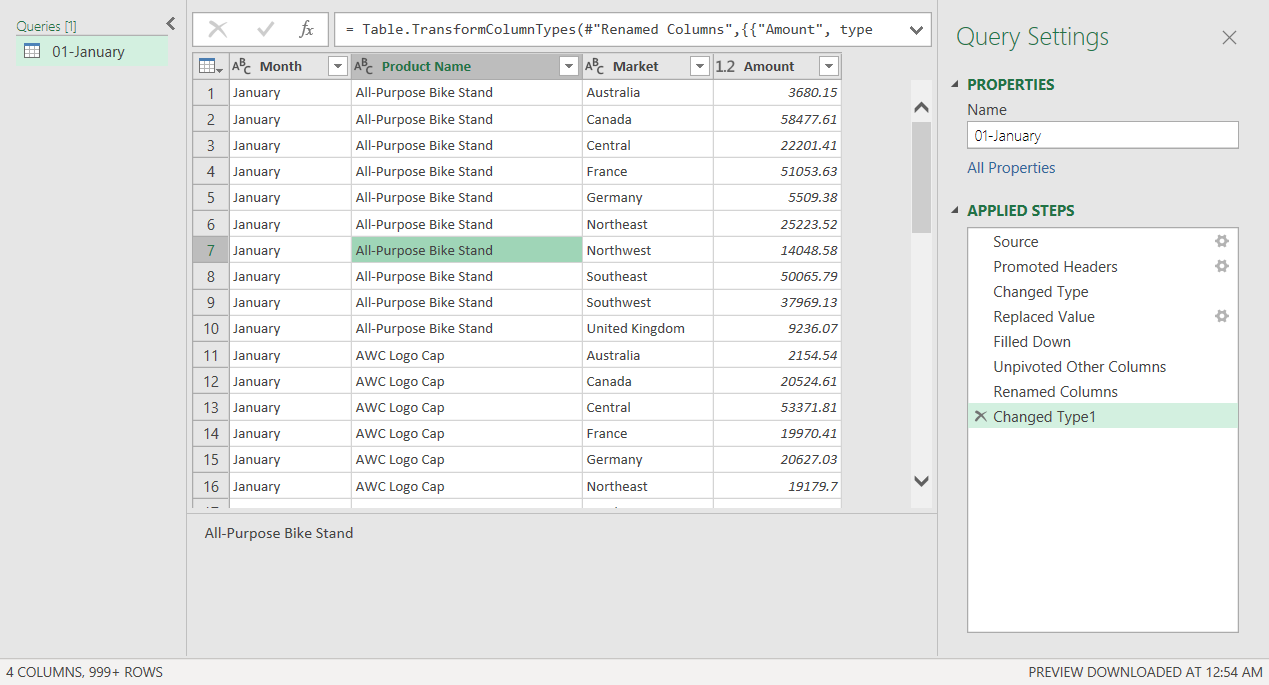 Queries [1]
01-January
fx = Table.TransformColumnTypes(#"Renamed Columns",{{"Amount", type
ABC Month ABC Product Name ABC Market 1.2 Amount
1 January All-Purpose Bike Stand Australia 3680.15
2 January All-Purpose Bike Stand Canada 58477.61
3 January All-Purpose Bike Stand Central 22201.41
4 January All-Purpose Bike Stand France 51053.63
5 January All-Purpose Bike Stand Germany 5509.38
6 January All-Purpose Bike Stand Northeast 25223.52
7 January All-Purpose Bike Stand Northwest 14048.58
8 January All-Purpose Bike Stand Southeast 50065.79
9 January All-Purpose Bike Stand Southwest 37969.13
10 January All-Purpose Bike Stand United Kingdom 9236.07
11 January AWC Logo Cap Australia 2154.54
12 January AWC Logo Cap Canada 20524.61
13 January AWC Logo Cap Central 53371.81
14 January AWC Logo Cap France 19970.41
15 January AWC Logo Cap Germany 20627.03
16 January AWC Logo Cap Northeast 19179.7
All-Purpose Bike Stand
Query Settings
PROPERTIES
Name
01-January
All Properties
APPLIED STEPS
Source
Promoted Headers
Changed Type
Replaced Value
Filled Down
Unpivoted Other Columns
Renamed Columns
Changed Type1
4 COLUMNS, 999+ ROWS
PREVIEW DOWNLOADED AT 12:54 AM